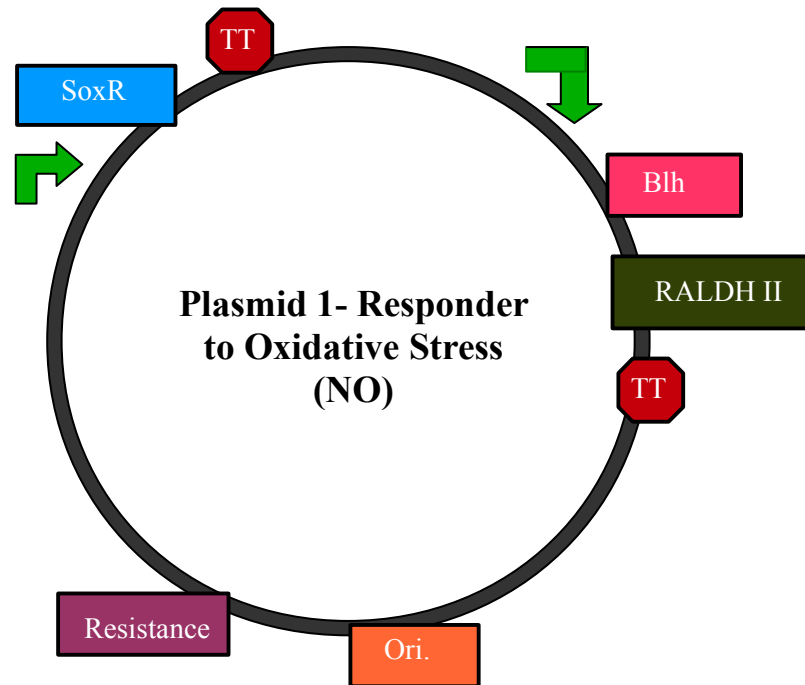 TT
SoxR
Blh
RALDH II
Plasmid 1- Responder
to Oxidative Stress
(NO)
TT
Resistance
Ori.